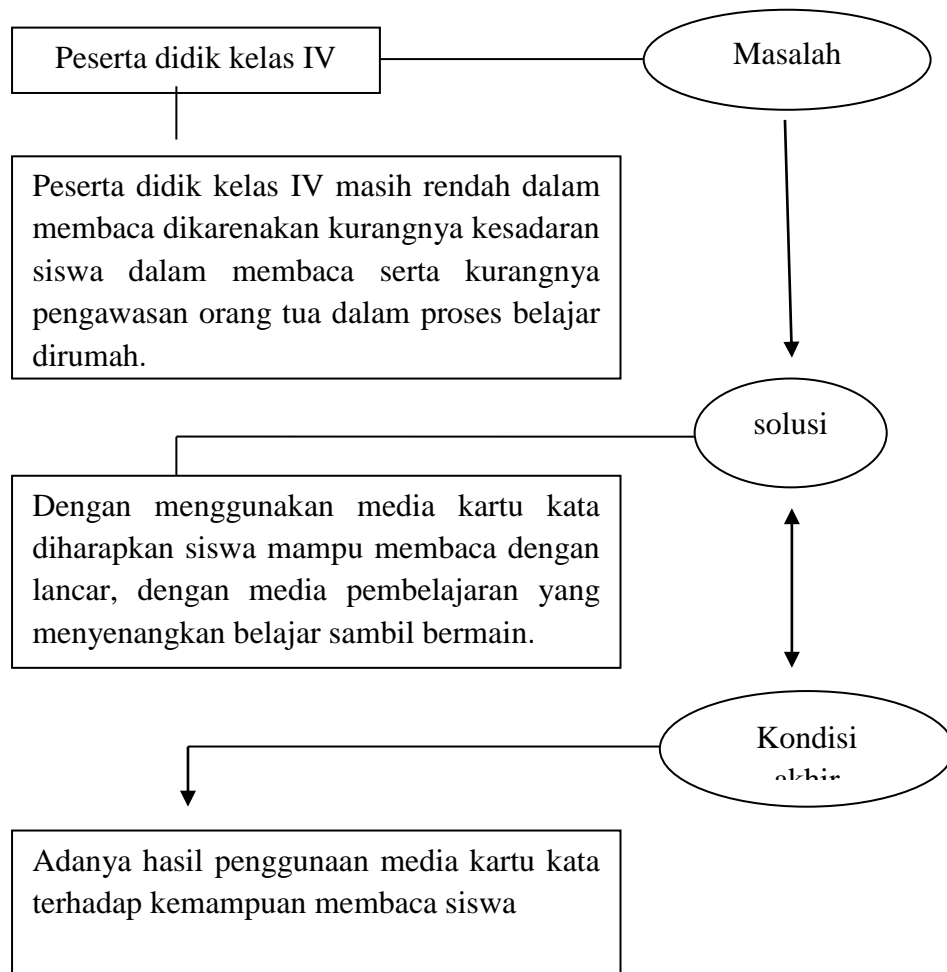 Peserta didik kelas IV
Masalah
Peserta didik kelas IV masih rendah dalam
membaca dikarenakan kurangnya kesadaran
siswa dalam membaca serta kurangnya
pengawasan orang tua dalam proses belajar
dirumah.
solusi
Dengan menggunakan media kartu kata
diharapkan siswa mampu membaca dengan
lancar, dengan media pembelajaran yang
menyenangkan belajar sambil bermain.
Kondisi
akhir
Adanya hasil penggunaan media kartu kata
terhadap kemampuan membaca siswa